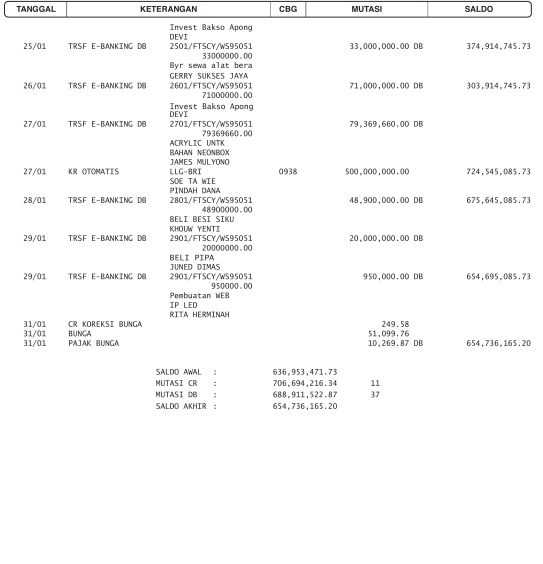 TANGGAL KETERANGAN CBG MUTASI SALDO
Invest Bakso Apong
DEVI
25/01 TRSF E-BANKING DB 2501/FTSCY/WS95051 33,000,000.00 DB 374,914,745.73
33000000.00
Byr sewa alat bera
GERRY SUKSES JAYA
26/01 TRSF E-BANKING DB 2601/FTSCY/WS95051 71,000,000.00 DB 303,914,745.73
71000000.00
Invest Bakso Apong
DEVI
27/01 TRSF E-BANKING DB 2701/FTSCY/WS95051 79,369,660.00 DB
79369660.00
ACRYLIC UNTK
BAHAN NEONBOX
JAMES MULYONO
27/01 KR OTOMATIS LLG-BRI 0938 500,000,000.00 724,545,085.73
SOE TA WIE
PINDAH DANA
28/01 TRSF E-BANKING DB 2801/FTSCY/WS95051 48,900,000.00 DB 675,645,085.73
48900000.00
BELI BESI SIKU
KHOUW YENTI
29/01 TRSF E-BANKING DB 2901/FTSCY/WS95051 20,000,000.00 DB
20000000.00
BELI PIPA
JUNED DIMAS
29/01 TRSF E-BANKING DB 2901/FTSCY/WS95051 950,000.00 DB 654,695,085.73
950000.00
Pembuatan WEB
IP LED
RITA HERMINAH
31/01 CR KOREKSI BUNGA 249.58
31/01 BUNGA 51,099.76
31/01 PAJAK BUNGA 10,269.87 DB 654,736,165.20
SALDO AWAL : 636,953,471.73
MUTASI CR : 706,694,216.34 11
MUTASI DB : 688,911,522.87 37
SALDO AKHIR : 654,736,165.20